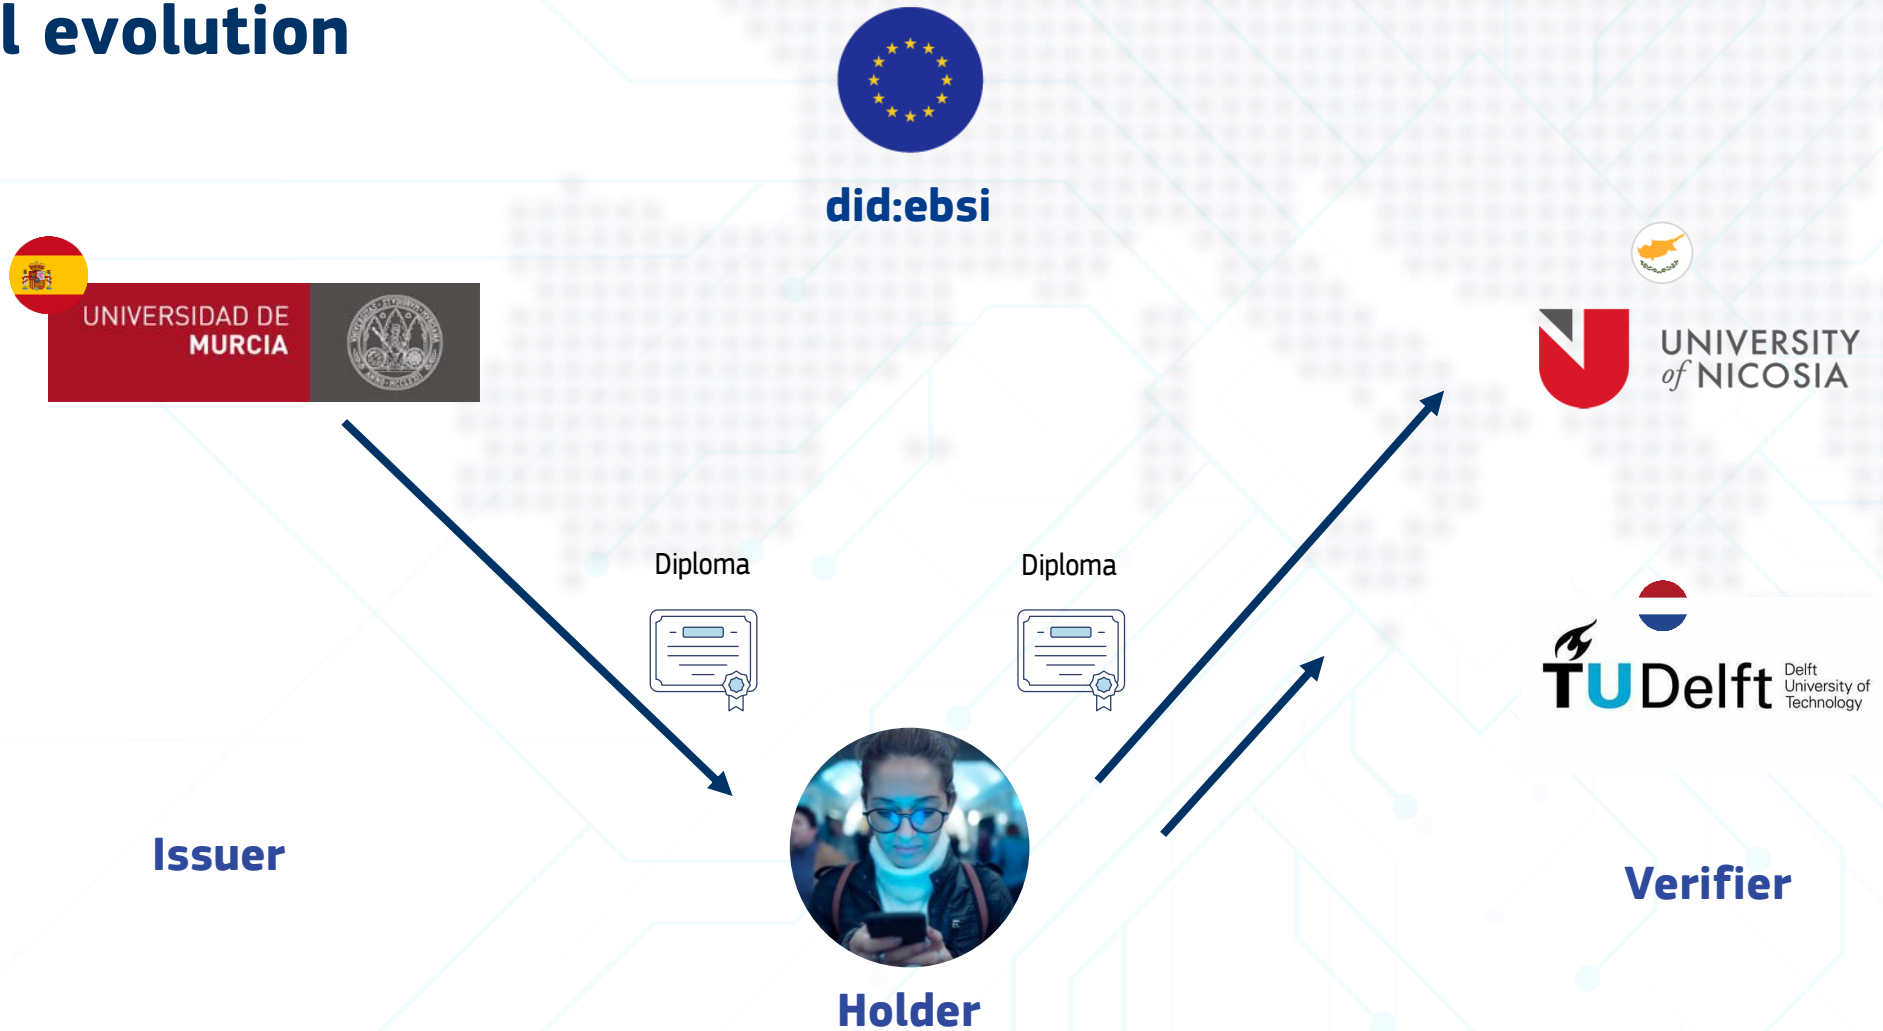 l evolution
did:ebsi
UNIVERSIDAD DE
MURCIA
UNIVERSITY
of NICOSIA
Diploma
Diploma
TU Delft
Delft
University of
Technology
Issuer
Verifier
Holder